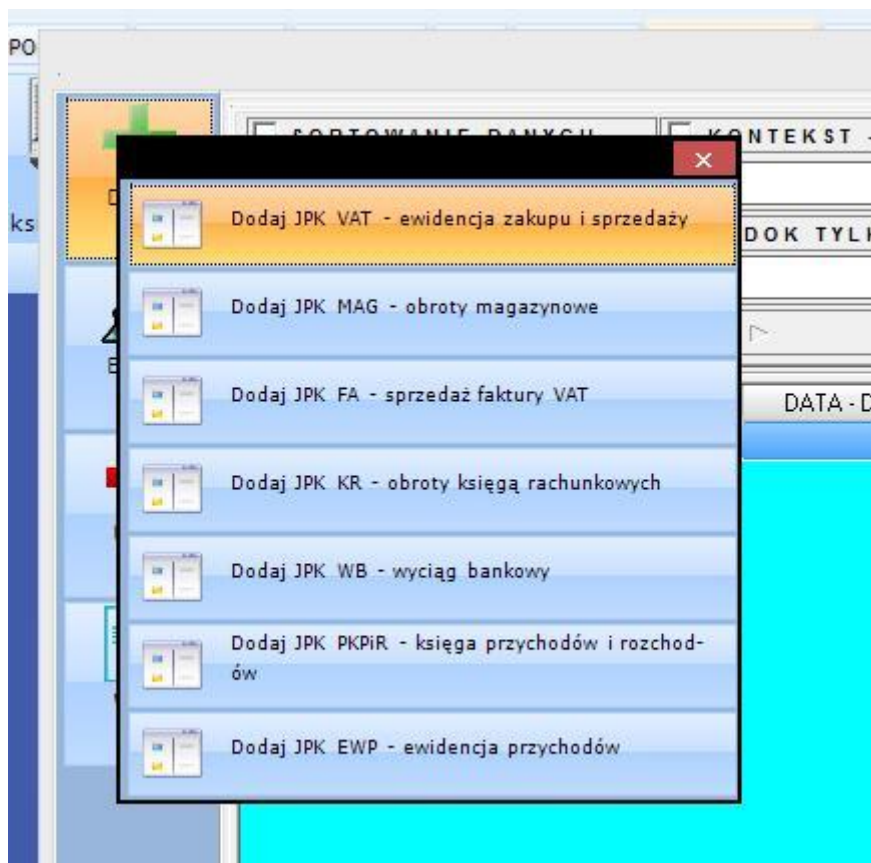 PO
SORTOWANIE DANYCH
KONTEKST -
ks
Dodaj JPK VAT - ewidencja zakupu i sprzedaży
DOK TYL
Dodaj JPK MAG - obroty magazynowe
Dodaj JPK FA - sprzedaż faktury VAT
DATA - D
Dodaj JPK KR - obroty księgą rachunkowych
Dodaj JPK WB - wyciąg bankowy
Dodaj JPK PKPiR - księga przychodów i rozchod-
ów
Dodaj JPK EWP - ewidencja przychodów